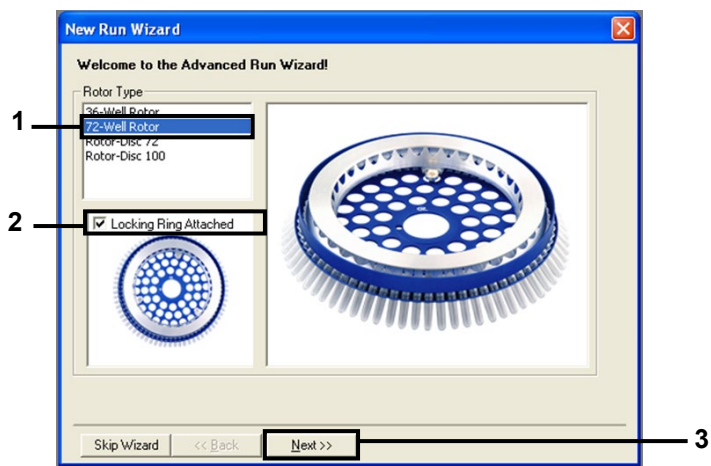 New Run Wizard
Welcome to the Advanced Run Wizard!
Rotor Type
36-Well Rotor
1
72-Well Rotor
Rotor-Disc 72
Rotor-Disc 100
2
Locking Ring Attached
Skip Wizard
<< Back
Next >>
3